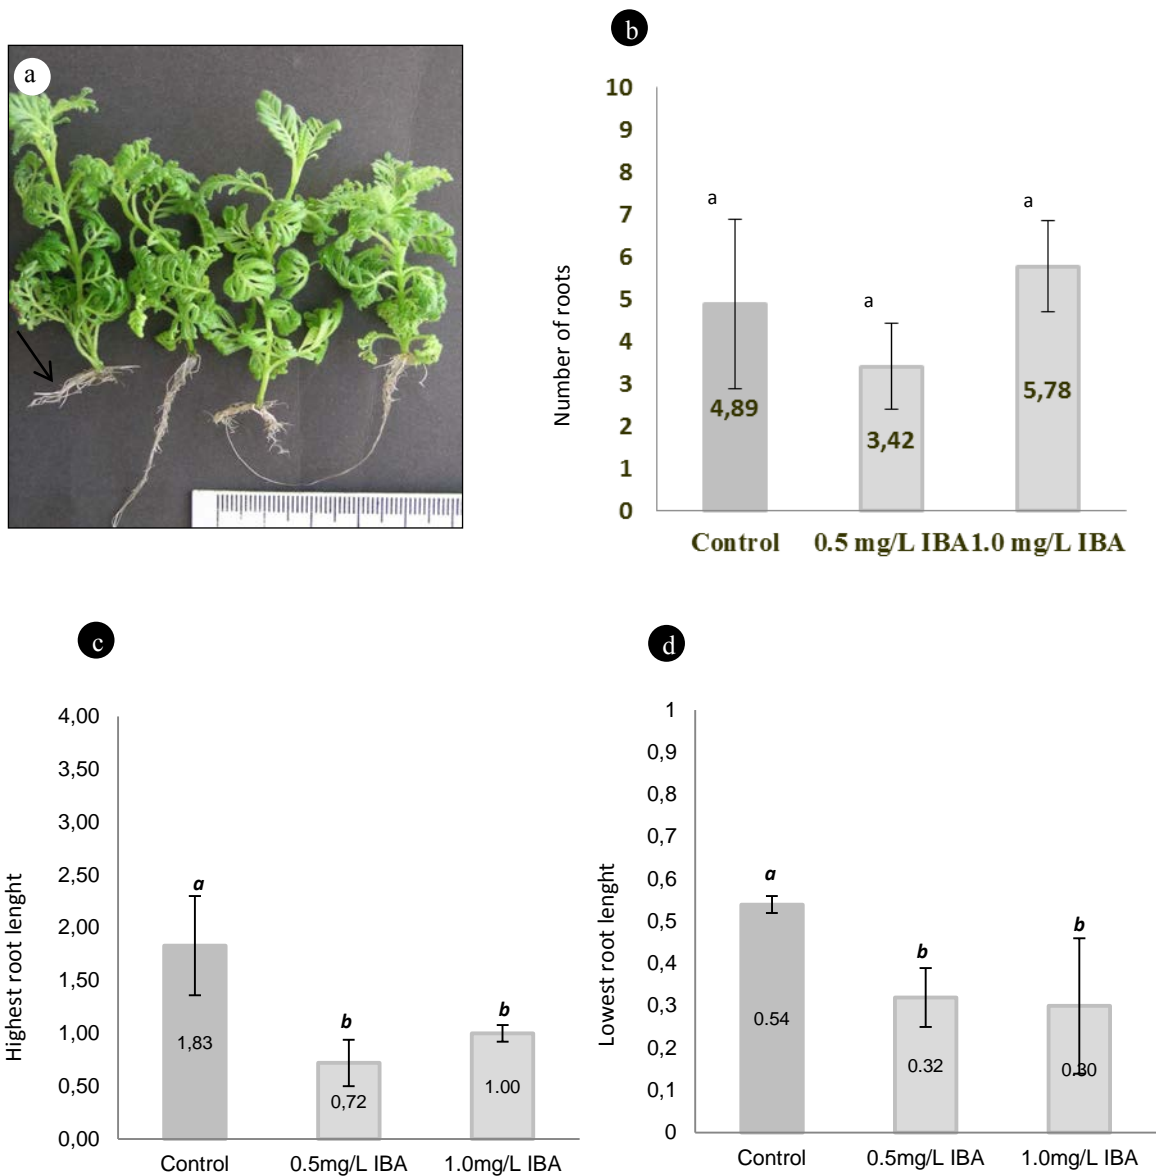 a
b
10
9
8
7
6
5
4
3
2
1
0
Number of roots
a
a
a
4,89
3,42
5,78
Control 0.5 mg/L IBA 1.0 mg/L IBA
c
4,00
3,50
3,00
2,50
2,00
1,50
1,00
0,50
0,00
Highest root lenght
a
b
b
1,83
0,72
1.00
Control 0.5mg/L IBA 1.0mg/L IBA
d
1
0,9
0,8
0,7
0,6
0,5
0,4
0,3
0,2
0,1
0
Lowest root lenght
a
b
b
0.54
0.32
0.30
Control 0.5mg/L IBA 1.0mg/L IBA